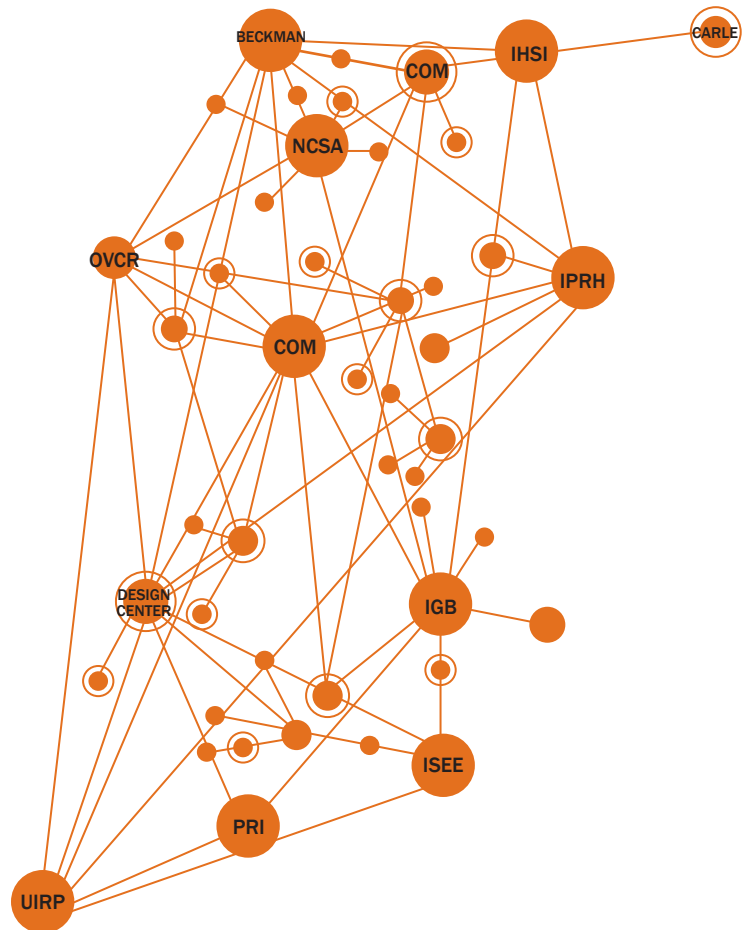 CARLE
BECKMAN
IHSI
COM
NCSA
OVCR
IPRH
COM
DESIGN
CENTER
IGB
ISEE
PRI
UIRP